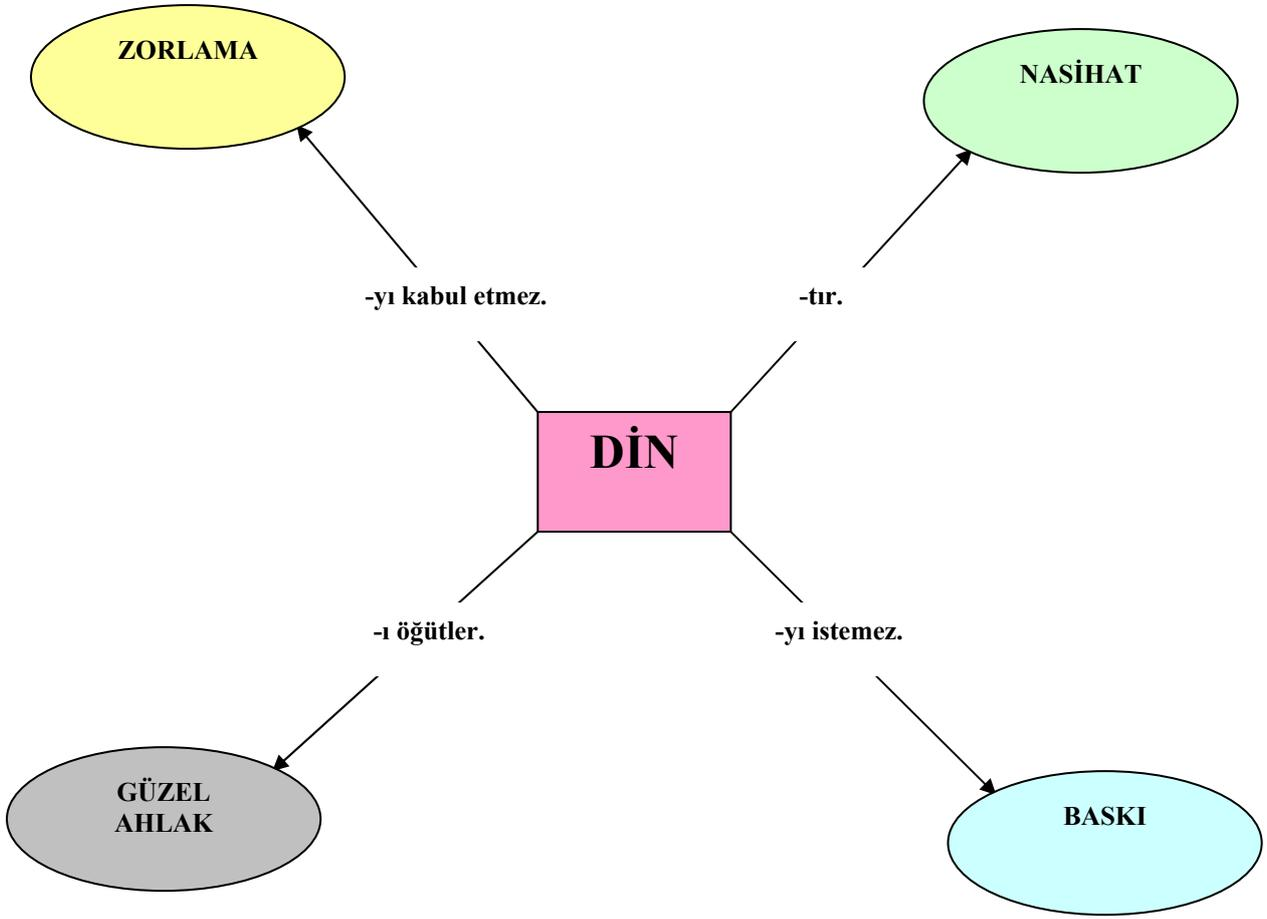 ZORLAMA
NASİHAT
-yı kabul etmez.
-tır.
DİN
-ı öğütler.
-yı istemez.
GÜZEL
AHLAK
BASKI